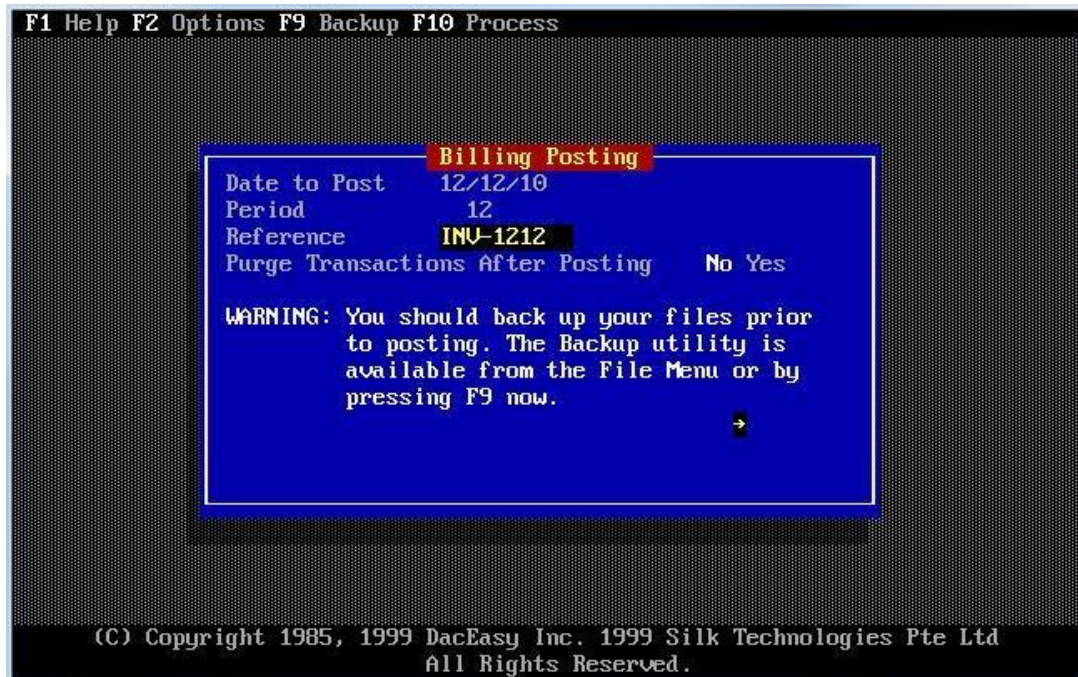 F1 Help F2 Options F9 Backup F10 Process
Billing Posting
Date to Post 12/12/10
Period 12
Reference INV-1212
Purge Transactions After Posting No Yes
WARNING: You should back up your files prior
to posting. The Backup utility is
available from the File Menu or by
pressing F9 now.
(C) Copyright 1985, 1999 DacEasy Inc. 1999 Silk Technologies Pte Ltd
All Rights Reserved.